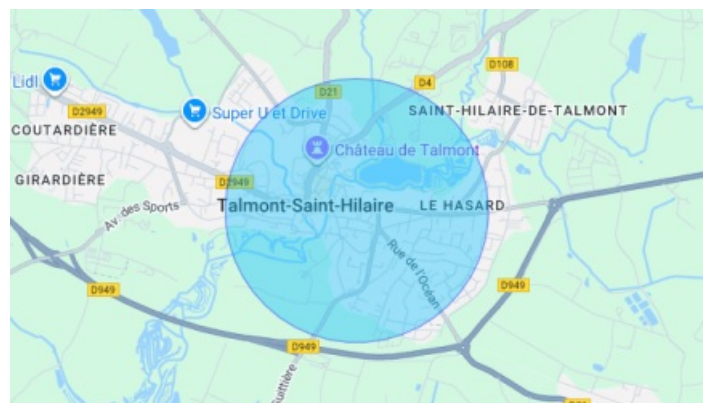 D108
Lidl
D4
D21
D2949
Super U et Drive
SAINT-HILAIRE-DE-TALMONT
COUTARDIÈRE
Château de Talmont
GIRARDIÈRE
D2949
Av. des Sports
Talmont-Saint-Hilaire
LE HASARD
Rue de l'Océan
D949
D949
D949